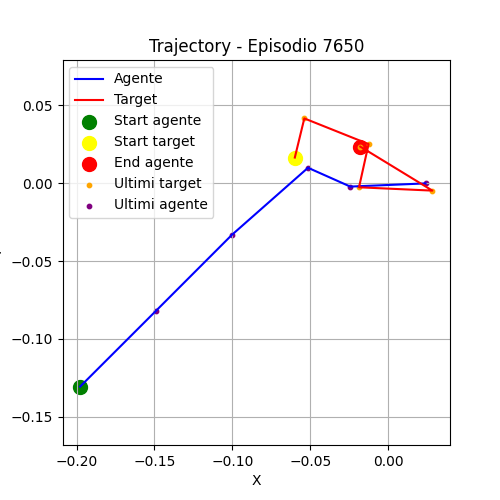 Trajectory - Episodio 7650
Agente
Target
Start agente
Start target
End agente
Ultimi target
Ultimi agente
0.05
0.00
−0.05
−0.10
−0.15
−0.20
−0.15
−0.10
−0.05
0.00
X